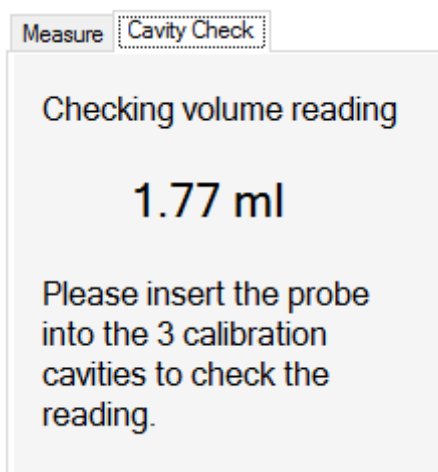 Measure Cavity Check
Checking volume reading
1.77 ml
Please insert the probe
into the 3 calibration
cavities to check the
reading.